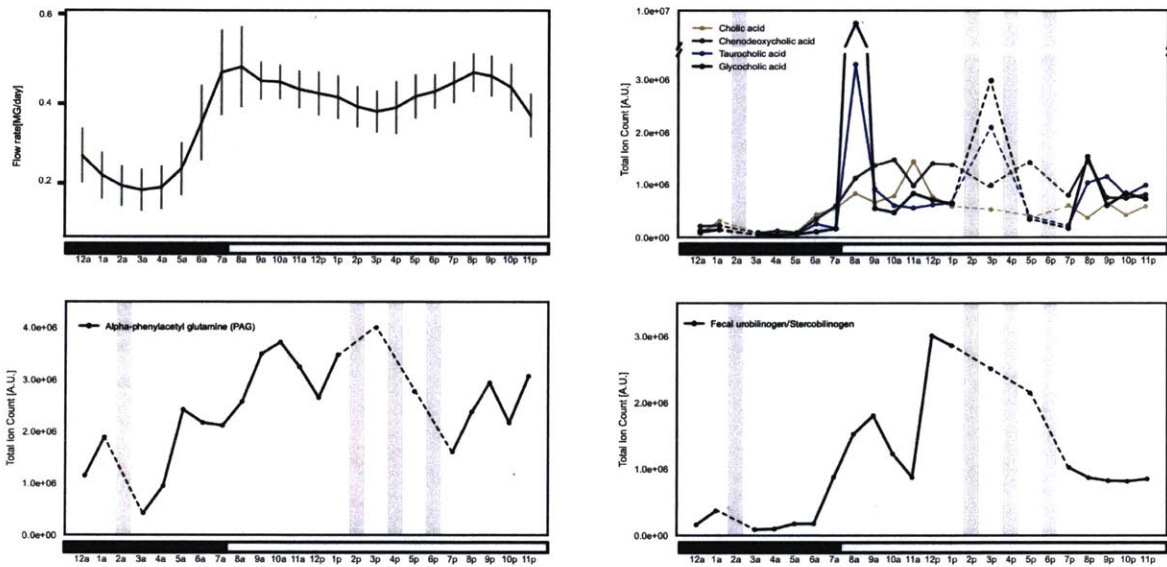 0.6
0.4
0.2
Flow rate[MG/day]
12a 1a 2a 3a 4a 5a 6a 7a 8a 9a 10a 11a 12p 1p 2p 3p 4p 5p 6p 7p 8p 9p 10p 11p
1.0e+07
3.0e+06
2.0e+06
1.0e+06
0.0e+00
Total Ion Count [A.U.]
Cholic acid
Chenodeoxycholic acid
Taurocholic acid
Glycocholic acid
12a 1a 2a 3a 4a 5a 6a 7a 8a 9a 10a 11a 12p 1p 2p 3p 4p 5p 6p 7p 8p 9p 10p 11p
4.0e+06
3.0e+06
2.0e+06
1.0e+06
0.0e+00
Total Ion Count [A.U.]
Alpha-phenylacetyl glutamine (PAG)
12a 1a 2a 3a 4a 5a 6a 7a 8a 9a 10a 11a 12p 1p 2p 3p 4p 5p 6p 7p 8p 9p 10p 11p
3.0e+06
2.0e+06
1.0e+06
0.0e+00
Total Ion Count [A.U.]
Fecal urobilinogen/Stercobilinogen
12a 1a 2a 3a 4a 5a 6a 7a 8a 9a 10a 11a 12p 1p 2p 3p 4p 5p 6p 7p 8p 9p 10p 11p